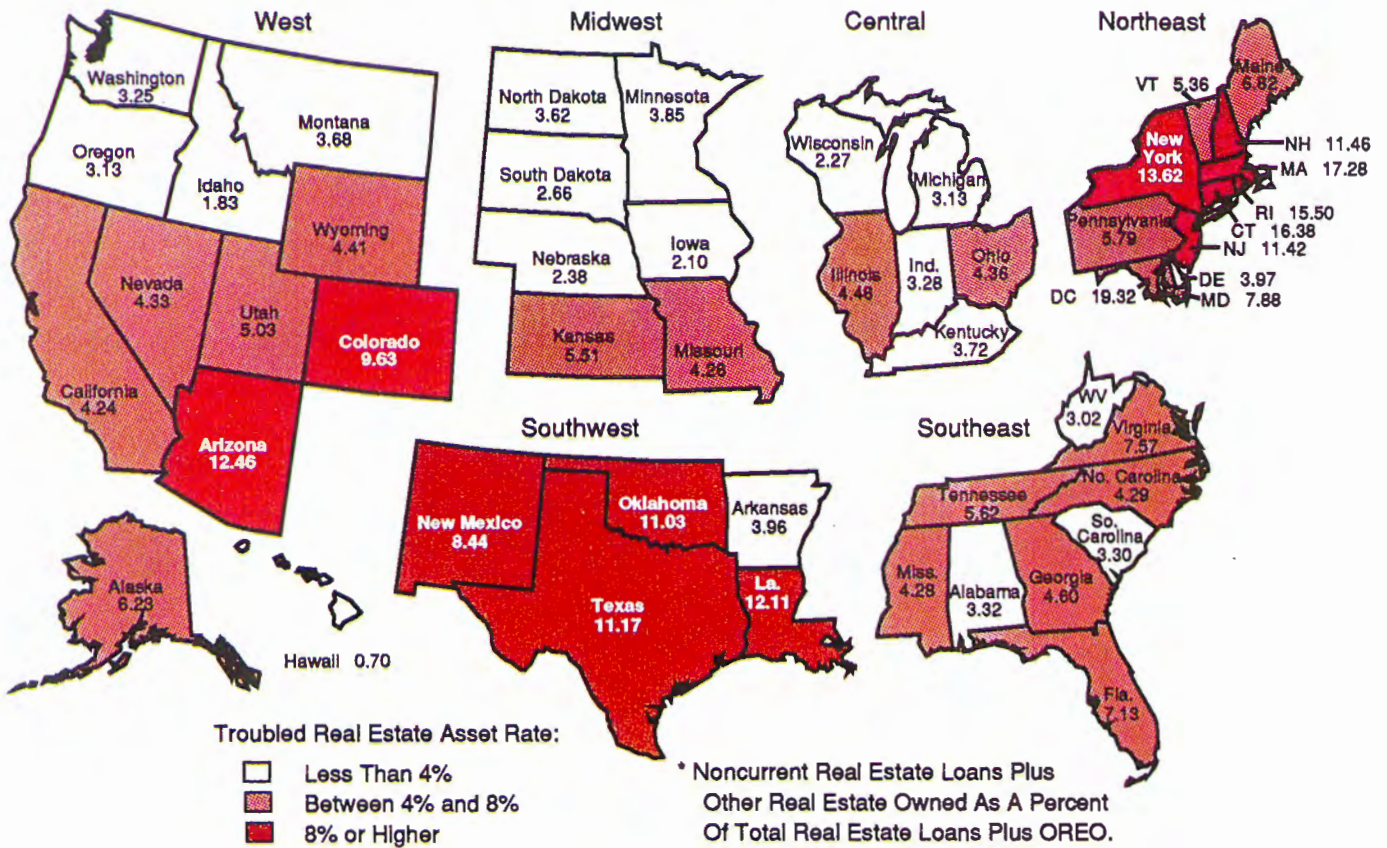 West
Washington
3.25
Oregon
3.13
Idaho
1.83
Montana
3.68
Wyoming
4.41
Nevada
4.33
Utah
5.03
Colorado
9.63
California
4.24
Arizona
12.46
Alaska
6.23
Hawaii 0.70
Midwest
North Dakota
3.62
Minnesota
3.85
South Dakota
2.66
Nebraska
2.38
Iowa
2.10
Kansas
5.51
Missouri
4.26
Central
Wisconsin
2.27
Michigan
3.13
Illinois
4.48
Ind.
3.28
Ohio
4.36
Kentucky
3.72
Northeast
Maine
6.82
VT 5.36
New
York
13.62
NH 11.46
MA 17.28
RI 15.50
CT 16.38
NJ 11.42
Pennsylvania
5.79
DE 3.97
MD 7.88
DC 19.32
Southwest
New Mexico
8.44
Oklahoma
11.03
Arkansas
3.96
Texas
11.17
La.
12.11
Southeast
WV
3.02
Virginia
7.57
Tennessee
5.62
No. Carolina
4.29
So.
Carolina
3.30
Miss.
4.28
Alabama
3.32
Georgia
4.60
Fla.
7.13
Troubled Real Estate Asset Rate:
Less Than 4%
Between 4% and 8%
8% or Higher
* Noncurrent Real Estate Loans Plus
Other Real Estate Owned As A Percent
Of Total Real Estate Loans Plus OREO.